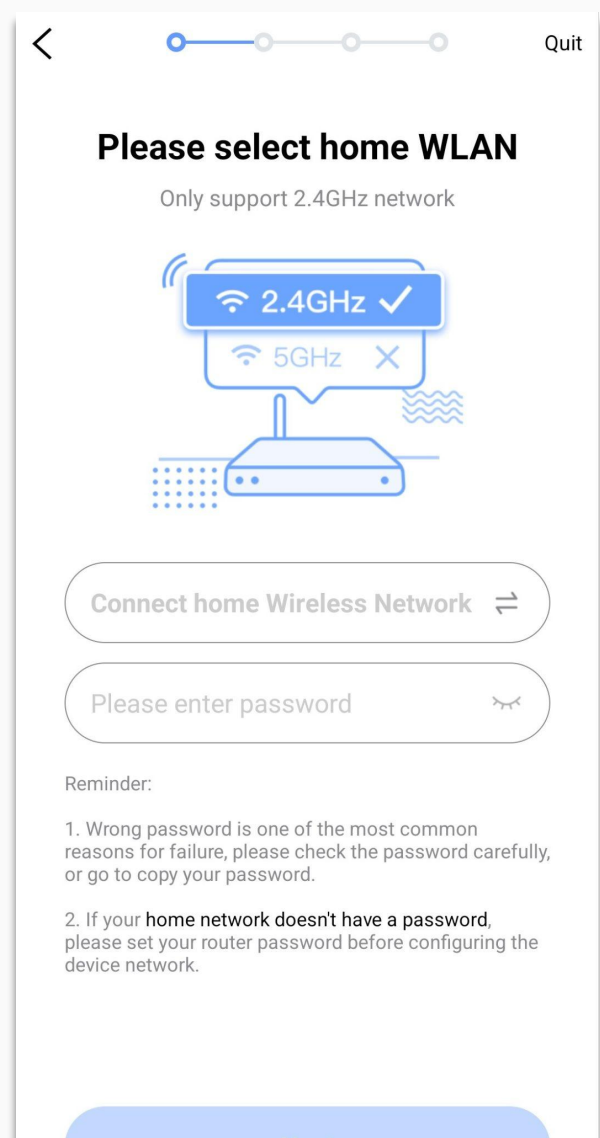 Quit
Please select home WLAN
Only support 2.4GHz network
2.4GHz
5GHz
Connect home Wireless Network
Please enter password
Reminder:
1. Wrong password is one of the most common
reasons for failure, please check the password carefully,
or go to copy your password.
2. If your home network doesn't have a password,
please set your router password before configuring the
device network.